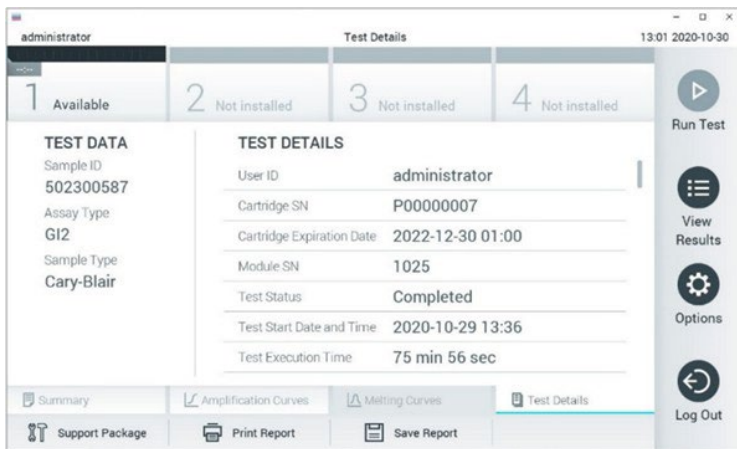 administrator Test Details 13:01 2020-10-30
--:--
1 Available 2 Not installed 3 Not installed 4 Not installed
Run Test
View Results
Options
Log Out
TEST DATA
Sample ID
502300587
Assay Type
GI2
Sample Type
Cary-Blair
TEST DETAILS
User ID administrator
Cartridge SN P00000007
Cartridge Expiration Date 2022-12-30 01:00
Module SN 1025
Test Status Completed
Test Start Date and Time 2020-10-29 13:36
Test Execution Time 75 min 56 sec
Summary Amplification Curves Melting Curves Test Details
Support Package Print Report Save Report